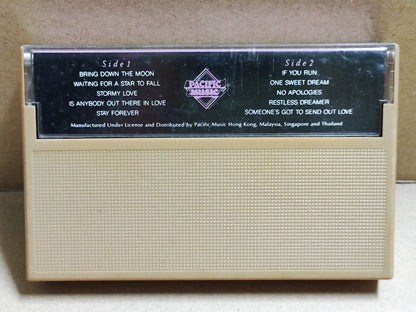 Side 1
BRING DOWN THE MOON
WAITING FOR A STAR TO FALL
STORMY LOVE
IS ANYBODY OUT THERE IN LOVE
STAY FOREVER
PACIFIC
MUSIC
Side 2
IF YOU RUN
ONE SWEET DREAM
NO APOLOGIES
RESTLESS DREAMER
SOMEONE'S GOT TO SEND OUT LOVE
Manufactured Under License and Distributed by Pacific Music Hong Kong, Malaysia, Singapore and Thailand